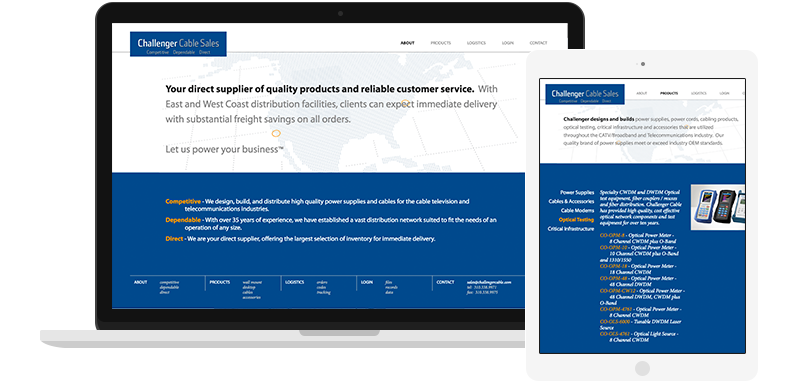 Challenger Cable Sales
Competitive Dependable Direct
ABOUT PRODUCTS LOGISTICS LOGIN CONTACT
Your direct supplier of quality products and reliable customer service. With
East and West Coast distribution facilities, clients can expect immediate delivery
with substantial freight savings on all orders.
Let us power your business™
Competitive - We design, build, and distribute high quality power supplies and cables for the cable television and
telecommunications industries.
Dependable - With over 35 years of experience, we have established a vast distribution network suited to fit the needs of an
operation of any size.
Direct - We are your direct supplier, offering the largest selection of inventory for immediate delivery.
ABOUT
competitive
dependable
direct
PRODUCTS
wall mount
desktop
cables
accessories
LOGISTICS
orders
codes
tracking
LOGIN
files
records
data
CONTACT
sales@challengercable.com
tel: 310.538.9971
fax: 310.538.9975
Challenger Cable Sales
Competitive Dependable Direct
ABOUT PRODUCTS LOGISTICS LOGIN C
Challenger designs and builds power supplies, power cords, cabling products,
optical testing, critical infrastructure and accessories that are utilized
throughout the CATV/Broadband and Telecommunications Industry. Our
quality brand of power supplies meet or exceed industry OEM standards.
Power Supplies
Cables & Accessories
Cable Modems
Optical Testing
Critical Infrastructure
Specialty CWDM and DWDM Optical
test equipment, fiber couplers / muxes
and fiber distribution. Challenger Cable
has provided high quality, cost effective
optical network components and test
equipment for over ten years.
CO-OPM-8 - Optical Power Meter -
8 Channel CWDM plus O-Band
CO-OPM-10 - Optical Power Meter -
10 Channel CWDM plus O-Band
and 1310/1550
CO-OPM-18 - Optical Power Meter -
18 Channel CWDM
CO-OPM-48 - Optical Power Meter -
48 Channel DWDM
CO-OPM-CW12 - Optical Power Meter -
48 Channel DWDM, CWDM plus
O-Band
CO-OPM-4761 - Optical Power Meter -
8 Channel CWDM
CO-OLS-6000 - Tunable DWDM Laser
Source
CO-OLS-4761 - Optical Light Source -
8 Channel CWDM